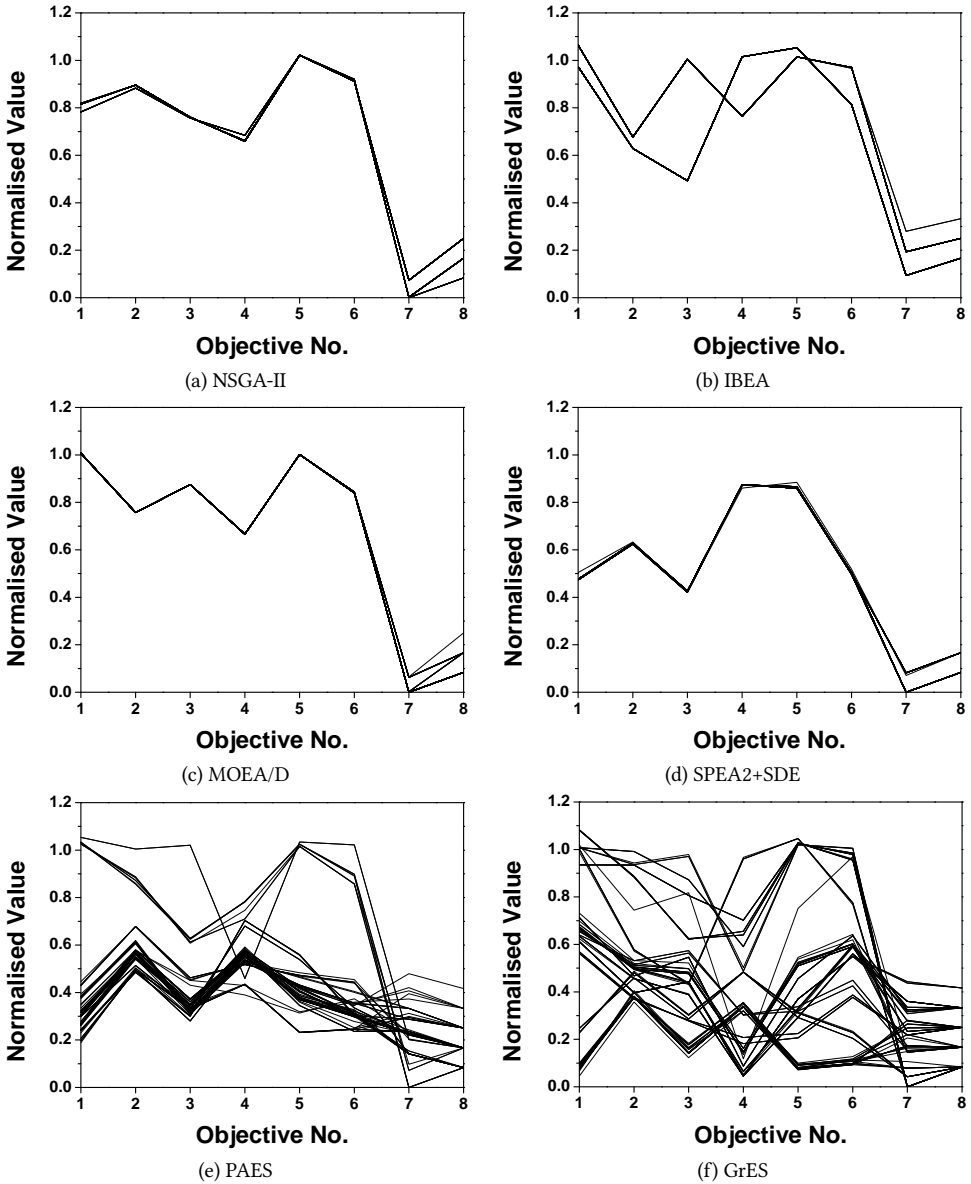 1.2
1.0
0.8
0.6
0.4
0.2
0.0
Normalised Value
1 2 3 4 5 6 7 8
Objective No.
(a) NSGA-II
1.2
1.0
0.8
0.6
0.4
0.2
0.0
Normalised Value
1 2 3 4 5 6 7 8
Objective No.
(b) IBEA
1.2
1.0
0.8
0.6
0.4
0.2
0.0
Normalised Value
1 2 3 4 5 6 7 8
Objective No.
(c) MOEA/D
1.2
1.0
0.8
0.6
0.4
0.2
0.0
Normalised Value
1 2 3 4 5 6 7 8
Objective No.
(d) SPEA2+SDE
1.2
1.0
0.8
0.6
0.4
0.2
0.0
Normalised Value
1 2 3 4 5 6 7 8
Objective No.
(e) PAES
1.2
1.0
0.8
0.6
0.4
0.2
0.0
Normalised Value
1 2 3 4 5 6 7 8
Objective No.
(f) GrES